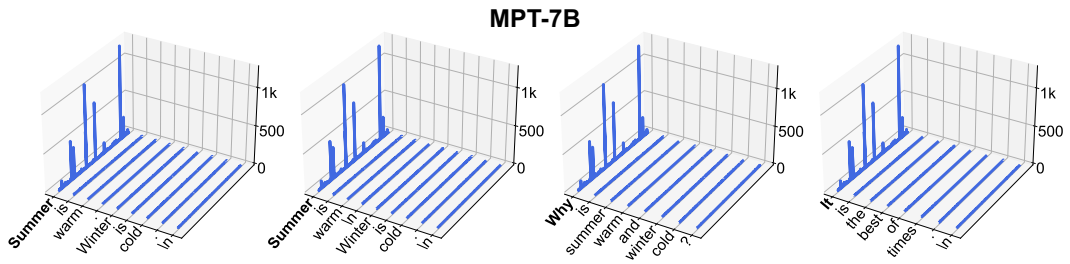 MPT-7B
1k
500
0
Summer
is
warm
.
Winter
is
cold
.
\n
1k
500
0
Summer
is
warm
\n
Winter
is
cold
.
\n
1k
500
0
Why
is
summer
warm
and
winter
cold
?
1k
500
0
It
is
the
best
of
times
.
\n